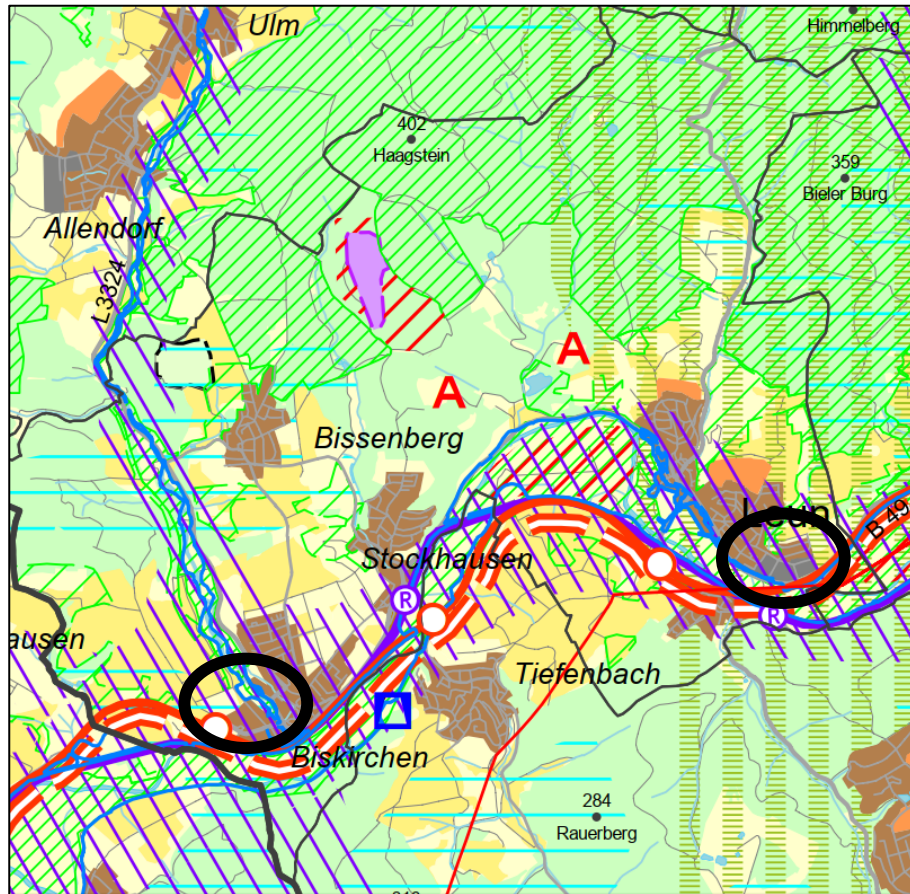 Ulm
Himmelberg
402
Haagstein
359
Bieler Burg
Allendorf
L3324
A
A
Bissenberg
Leun
B 49
Stockhausen
R
R
ausen
Tiefenbach
Biskirchen
284
Rauerberg